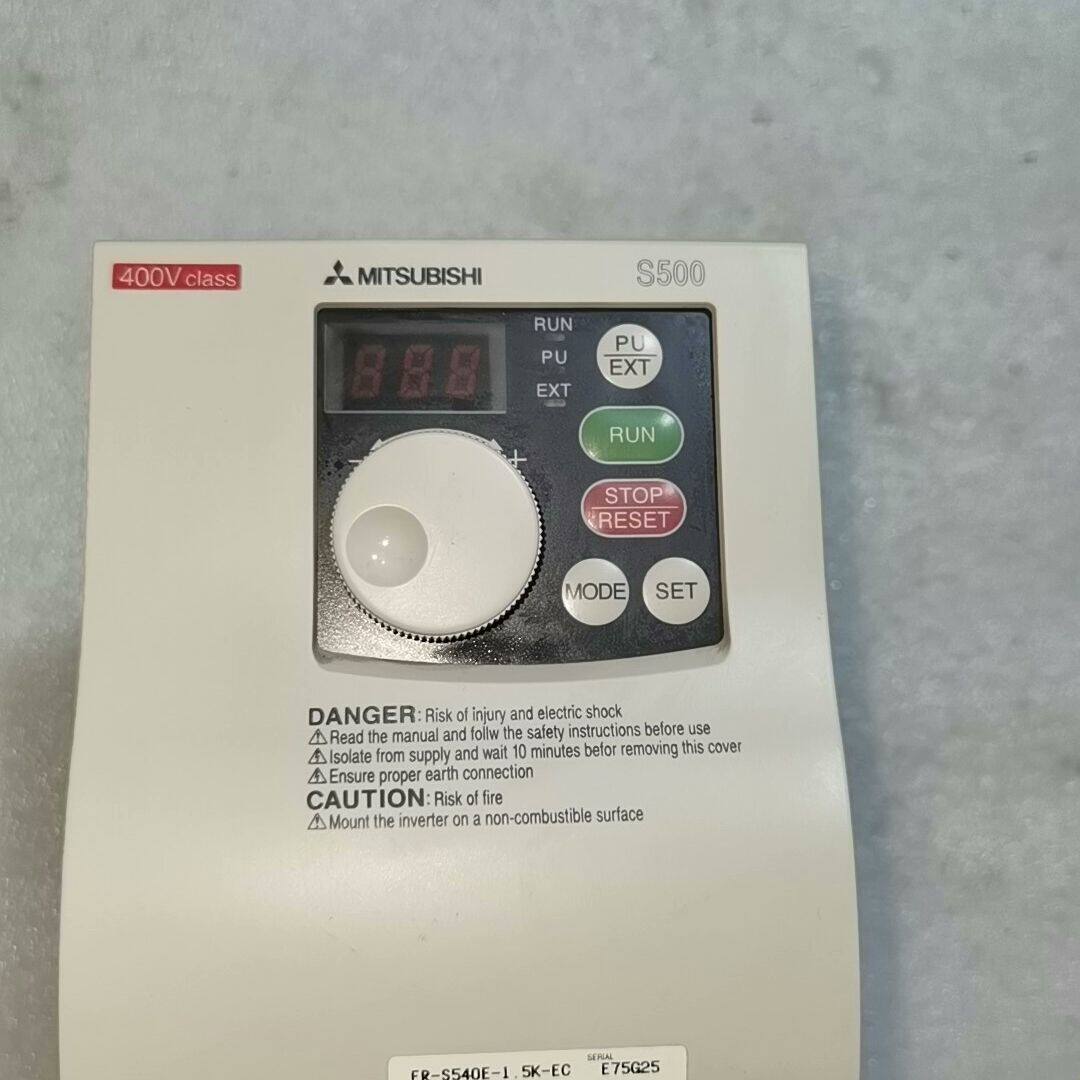 400V class
MITSUBISHI
S500
RUN
PU
EXT
PU
EXT
- +
RUN
STOP
RESET
MODE
SET
DANGER: Risk of injury and electric shock
Read the manual and follw the safety instructions before use
Isolate from supply and wait 10 minutes befor removing this cover
Ensure proper earth connection
CAUTION: Risk of fire
Mount the inverter on a non-combustible surface
SERIAL
FR-S540E-1.5K-EC E75G25